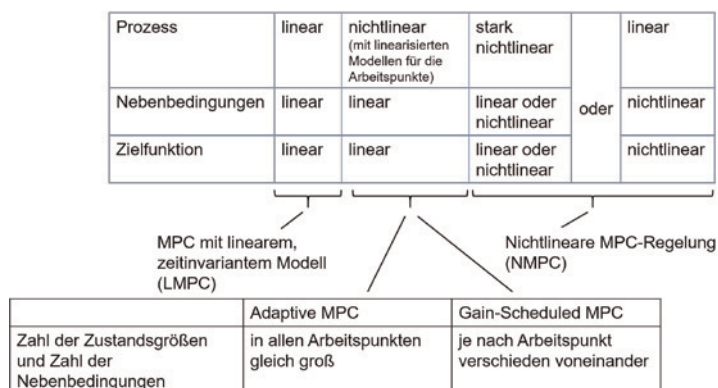 Prozess linear nichtlinear stark linear
(mit linearisierten nichtlinear
Modellen für die
Arbeitspunkte)
Nebenbedingungen linear linear linear oder oder nichtlinear
nichtlinear
Zielfunktion linear linear linear oder nichtlinear
nichtlinear
MPC mit linearem,
zeitinvariantem Modell
(LMPC)
Nichtlineare MPC-Regelung
(NMPC)
Adaptive MPC Gain-Scheduled MPC
Zahl der Zustandsgrößen in allen Arbeitspunkten je nach Arbeitspunkt
und Zahl der gleich groß verschieden voneinander
Nebenbedingungen